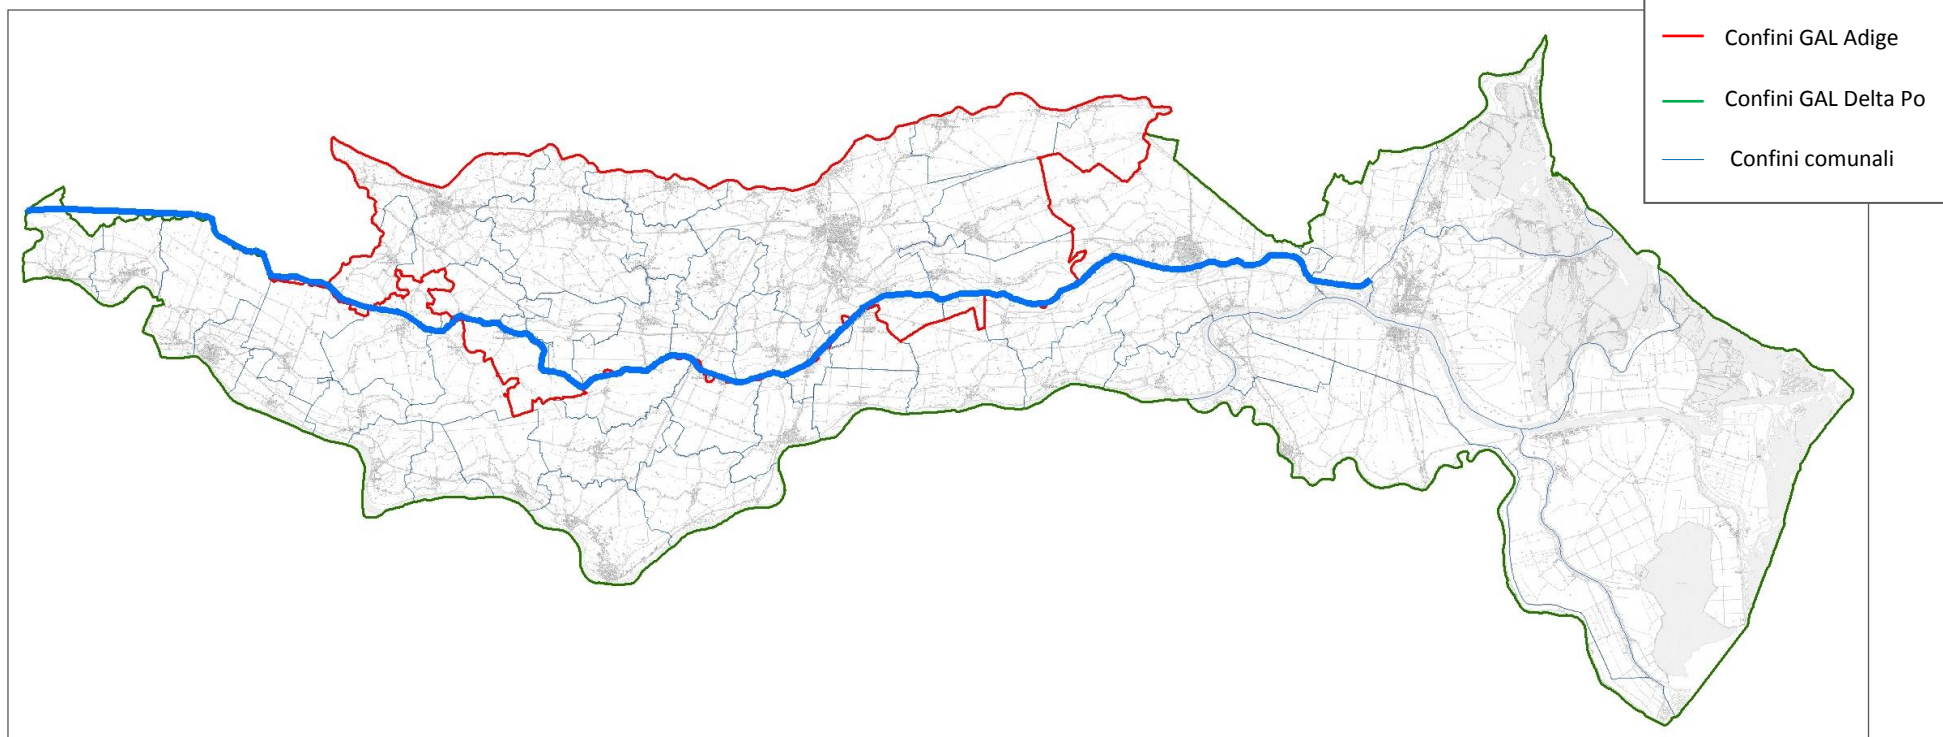 Confini GAL Adige
Confini GAL Delta Po
Confini comunali